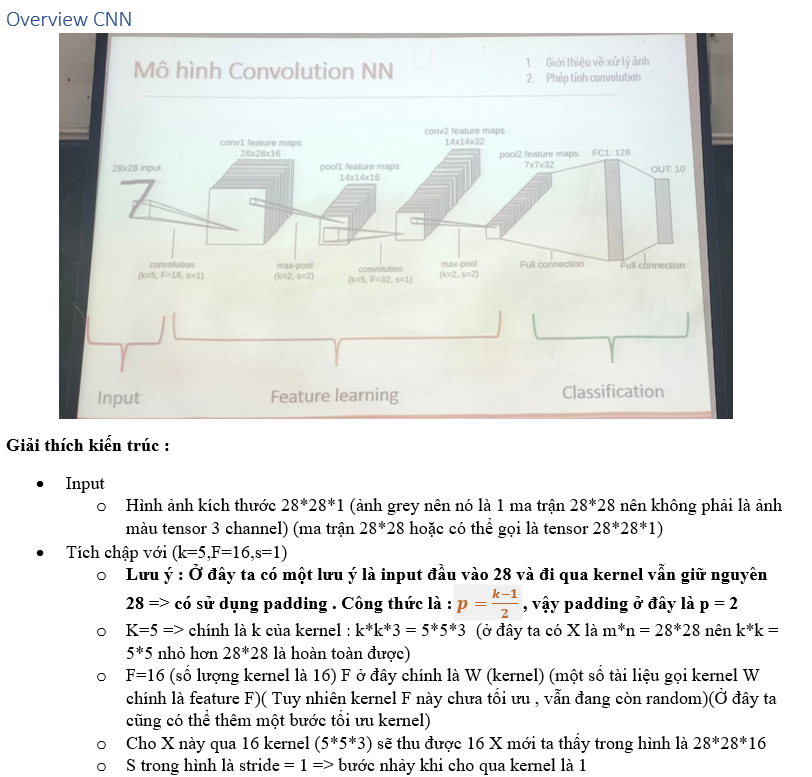 Overview CNN
Mô hình Convolution NN
1. Giới thiệu về xử lý ảnh
2. Phép tính convolution
28x28 input
conv1 feature maps
28x28x16
pool1 feature maps
14x14x16
conv2 feature maps
14x14x32
pool2 feature maps
7x7x32
FC1: 128
OUT: 10
convolution
(k=5, F=16, s=1)
max-pool
(k=2, s=2)
convolution
(k=5, F=32, s=1)
max-pool
(k=2, s=2)
Full connection
Full connection
Input
Feature learning
Classification
Giải thích kiến trúc :
• Input
o Hình ảnh kích thước 28*28*1 (ảnh grey nên nó là 1 ma trận 28*28 nên không phải là ảnh
màu tensor 3 channel) (ma trận 28*28 hoặc có thể gọi là tensor 28*28*1)
• Tích chập với (k=5,F=16,s=1)
o Lưu ý : Ở đây ta có một lưu ý là input đầu vào 28 và đi qua kernel vẫn giữ nguyên
28 => có sử dụng padding . Công thức là : p = (k−1)/2 , vậy padding ở đây là p = 2
o K=5 => chính là k của kernel : k*k*3 = 5*5*3 (ở đây ta có X là m*n = 28*28 nên k*k =
5*5 nhỏ hơn 28*28 là hoàn toàn được)
o F=16 (số lượng kernel là 16) F ở đây chính là W (kernel) (một số tài liệu gọi kernel W
chính là feature F)( Tuy nhiên kernel F này chưa tối ưu , vẫn đang còn random)(Ở đây ta
cũng có thể thêm một bước tối ưu kernel)
o Cho X này qua 16 kernel (5*5*3) sẽ thu được 16 X mới ta thấy trong hình là 28*28*16
o S trong hình là stride = 1 => bước nhảy khi cho qua kernel là 1